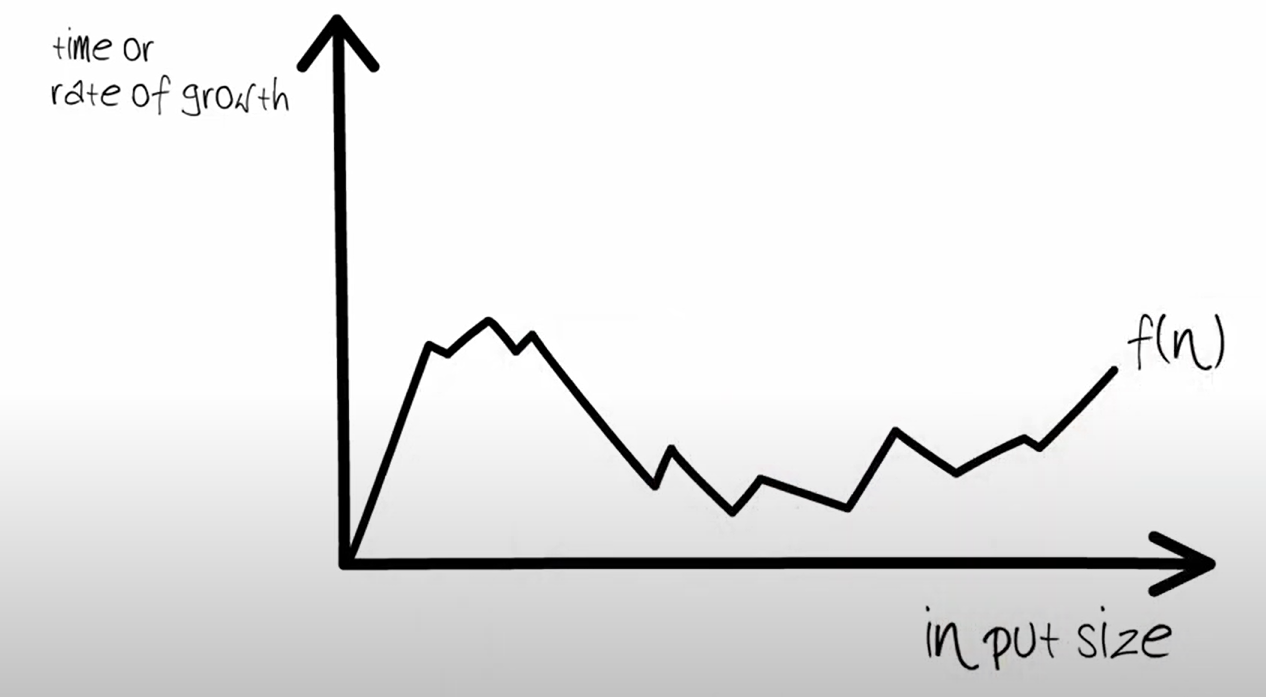 time or
rate of growth
f(n)
input size